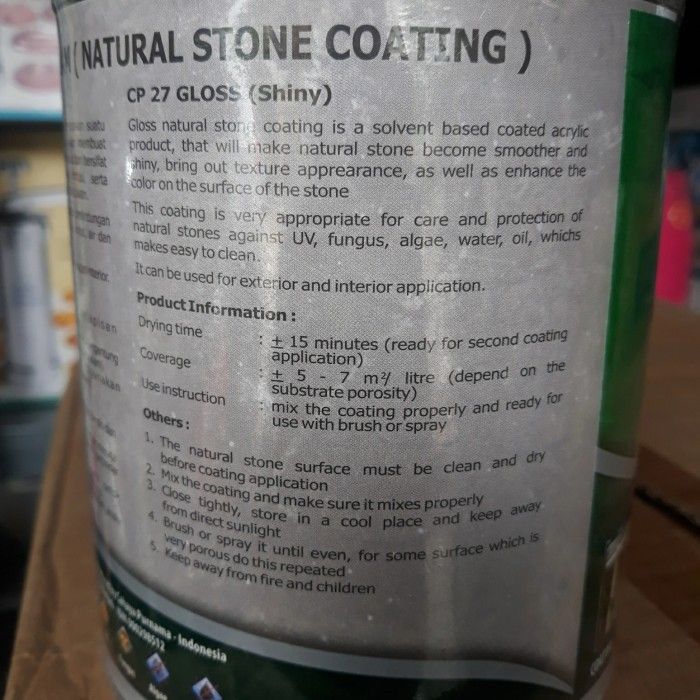 ( NATURAL STONE COATING )
CP 27 GLOSS (Shiny)
Gloss natural stone coating is a solvent based coated acrylic
product, that will make natural stone become smoother and
shiny, bring out texture apprearance, as well as enhance the
color on the surface of the stone
This coating is very appropriate for care and protection of
natural stones against UV, fungus, algae, water, oil, whichs
makes easy to clean.
It can be used for exterior and interior application.
Product Information :
Drying time : ± 15 minutes (ready for second coating
application)
Coverage : ± 5 - 7 m²/ litre (depend on the
substrate porosity)
Use instruction : mix the coating properly and ready for
use with brush or spray
Others :
1. The natural stone surface must be clean and dry
before coating application
2. Mix the coating and make sure it mixes properly
3. Close tightly, store in a cool place and keep away
from direct sunlight
4. Brush or spray it until even, for some surface which is
very porous do this repeated
5. Keep away from fire and children
suatu
serta
air dan
Purnama - Indonesia